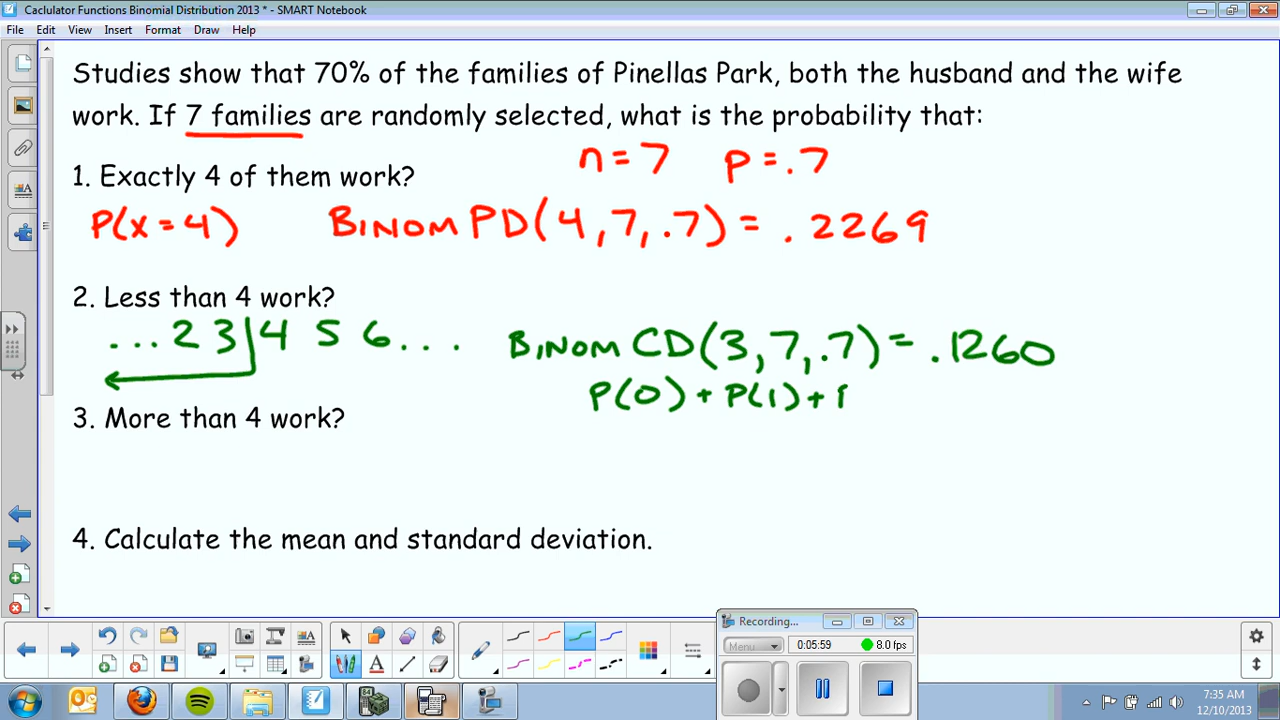 Caclulator Functions Binomial Distribution 2013 * - SMART Notebook
File Edit View Insert Format Draw Help
Studies show that 70% of the families of Pinellas Park, both the husband and the wife
work. If 7 families are randomly selected, what is the probability that:
n = 7 p = .7
1. Exactly 4 of them work?
P(x = 4) BINOM PD(4, 7, .7) = .2269
2. Less than 4 work?
... 2 3 4 5 6 ... BINOM CD(3, 7, .7) = .1260
P(0) + P(1) +
3. More than 4 work?
4. Calculate the mean and standard deviation.
Recording...
Menu 0:05:59 8.0 fps
7:35 AM
12/10/2013